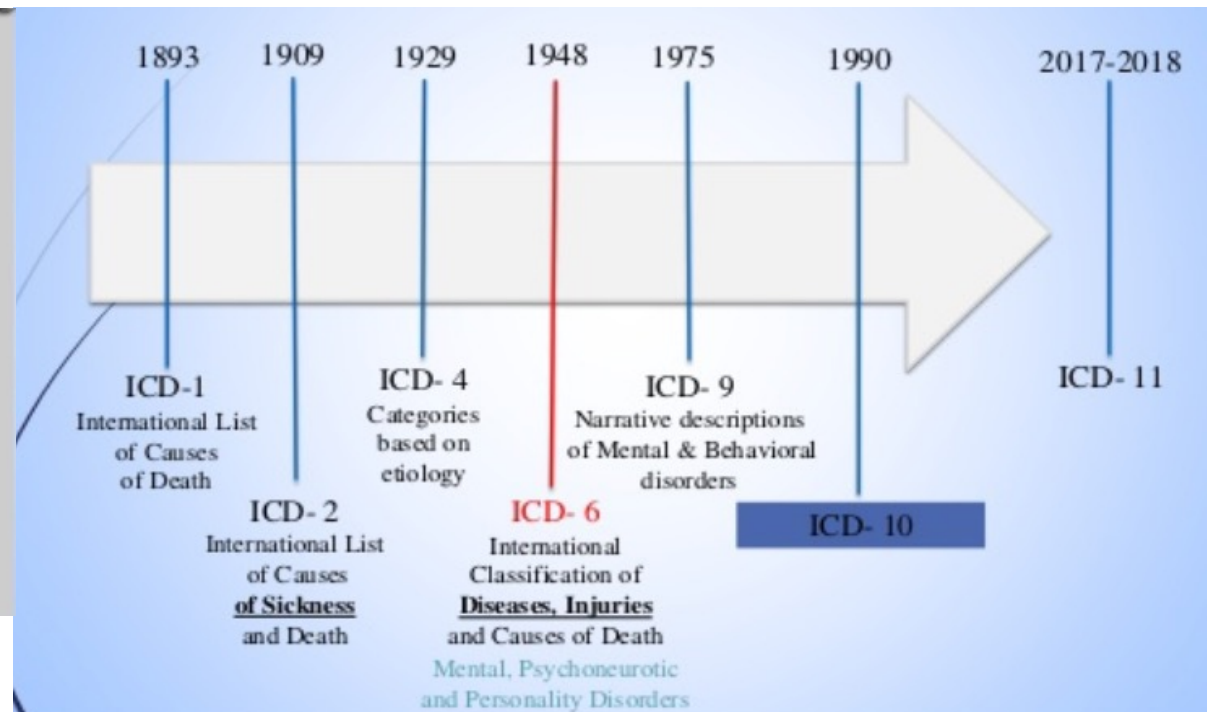 1893
1909
1929
1948
1975
1990
2017-2018
ICD-1
International List
of Causes
of Death
ICD- 2
International List
of Causes
of Sickness
and Death
ICD- 4
Categories
based on
etiology
ICD- 6
International
Classification of
Diseases, Injuries
and Causes of Death
Mental, Psychoneurotic
and Personality Disorders
ICD- 9
Narrative descriptions
of Mental & Behavioral
disorders
ICD- 10
ICD- 11